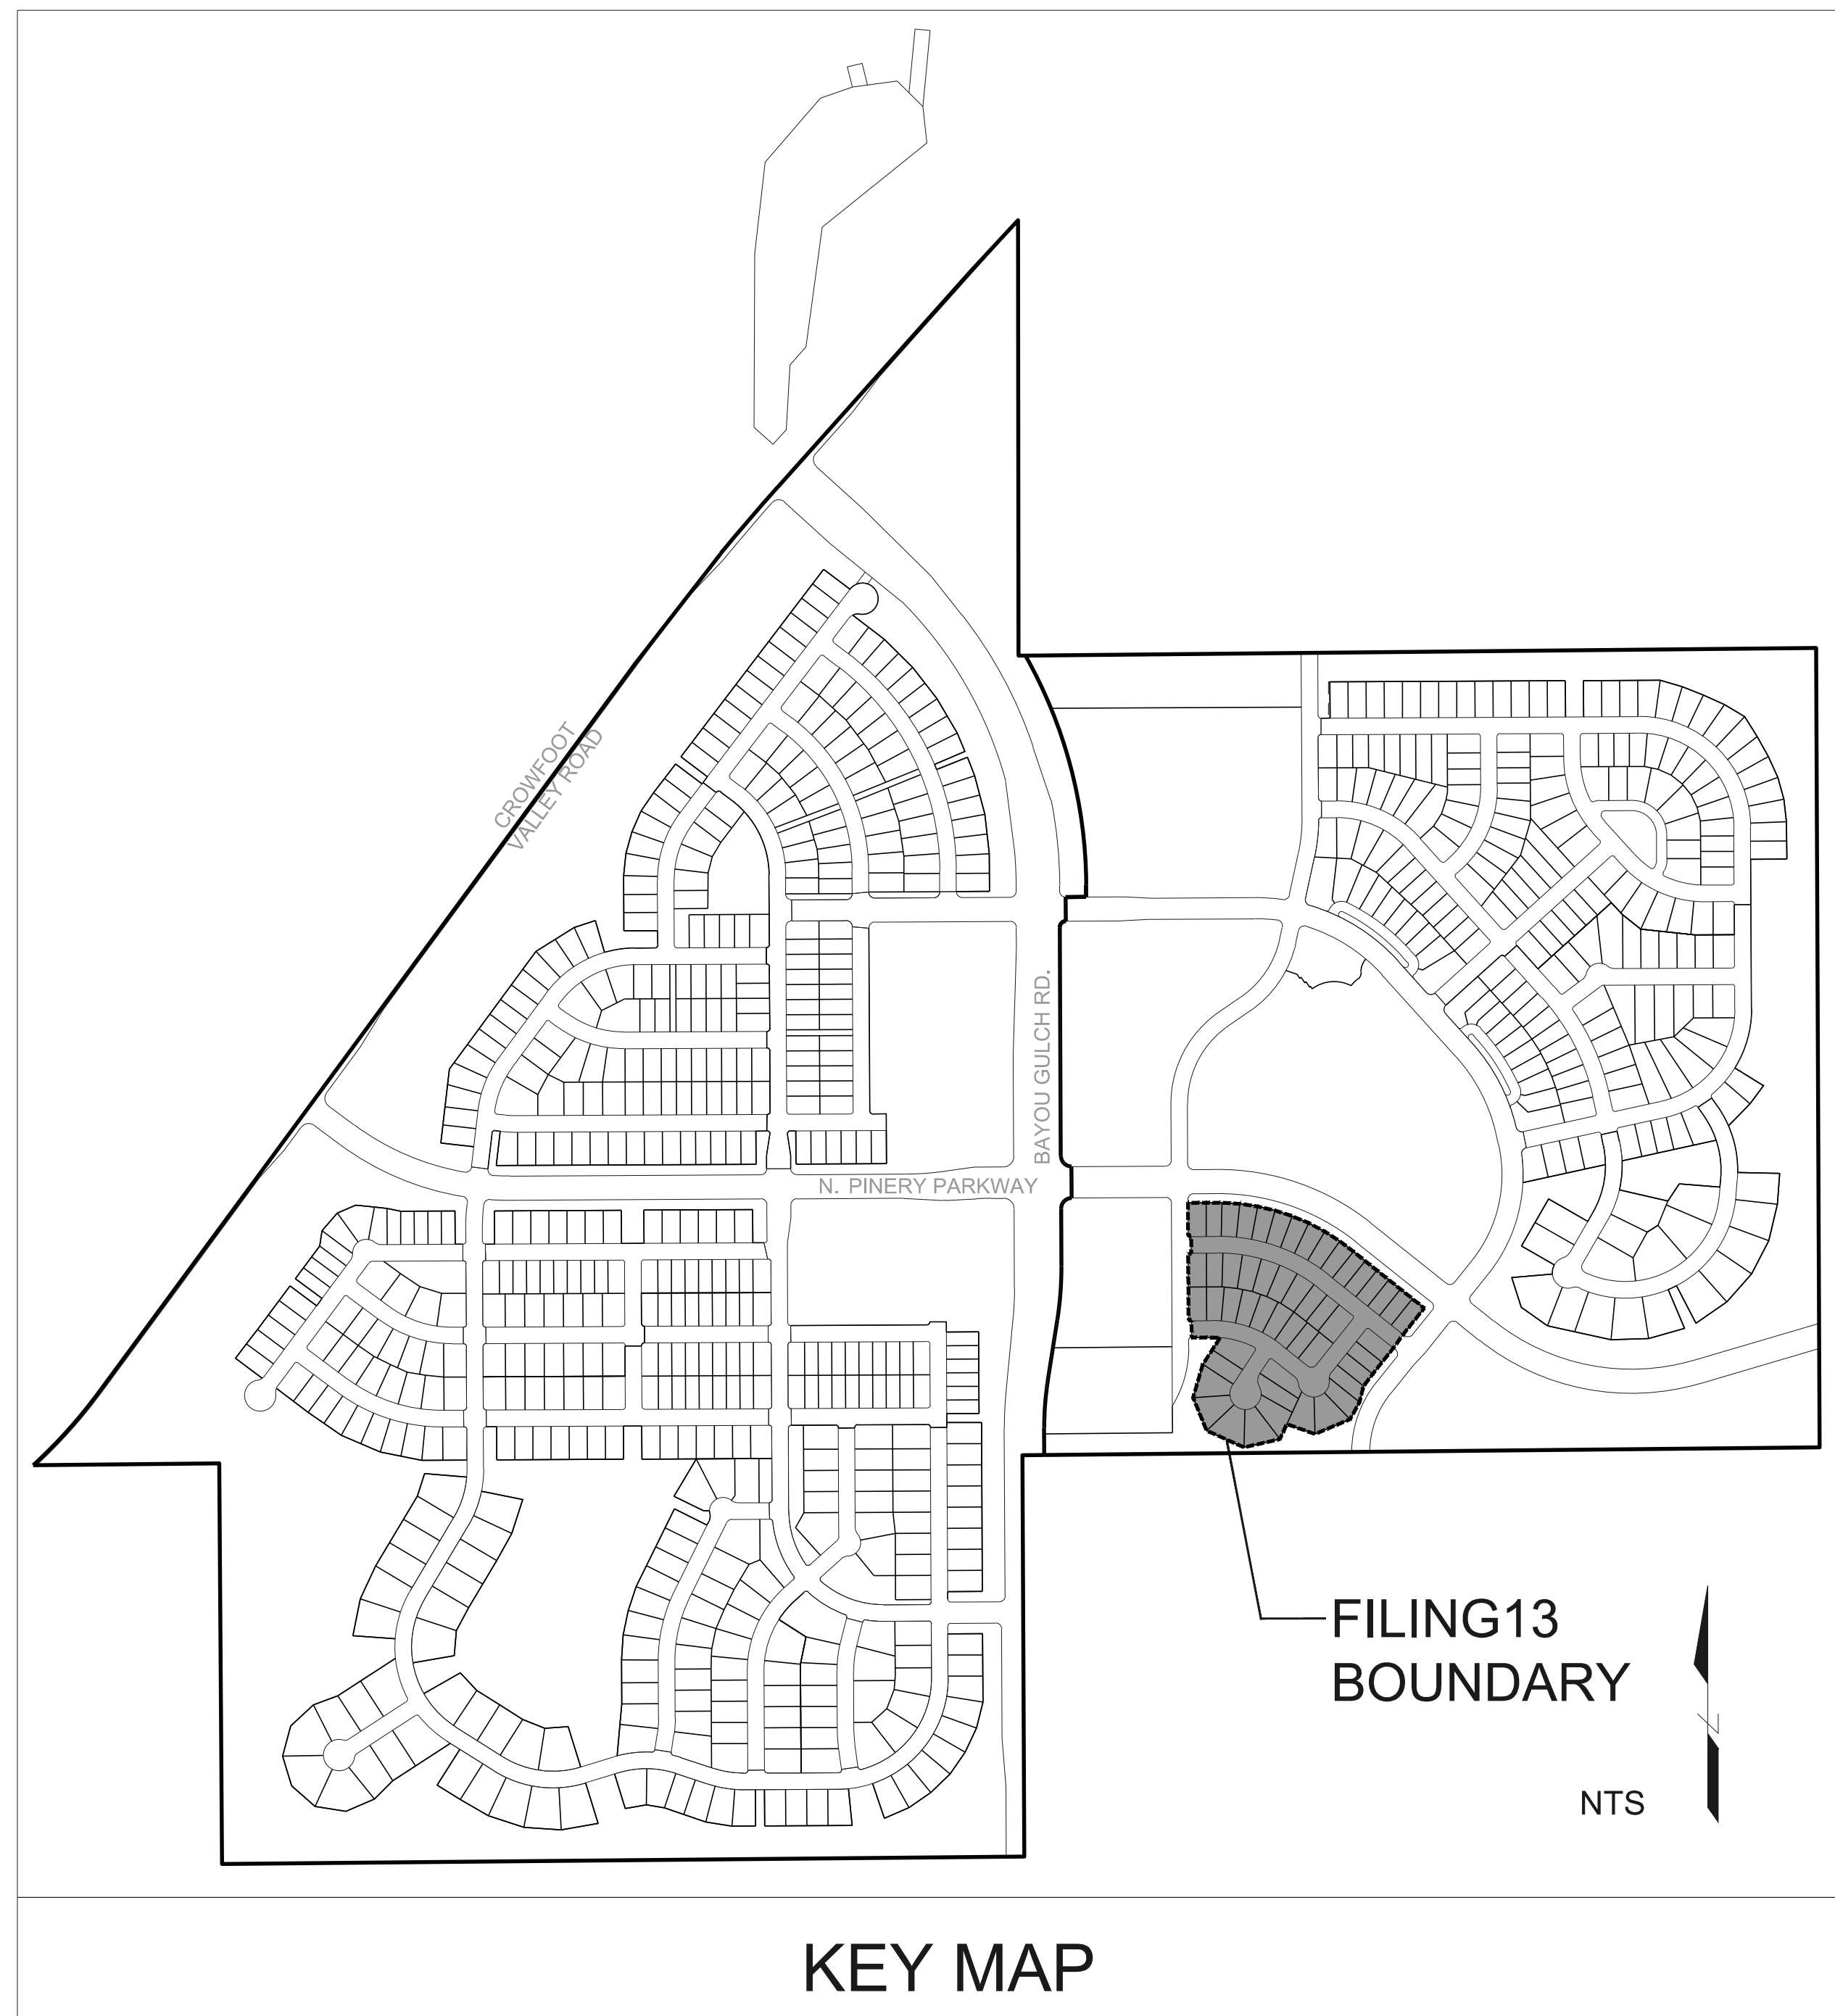 CROWFOOT
VALLEY ROAD
BAYOU GULCH RD.
N. PINERY PARKWAY
FILING13
BOUNDARY
NTS
KEY MAP